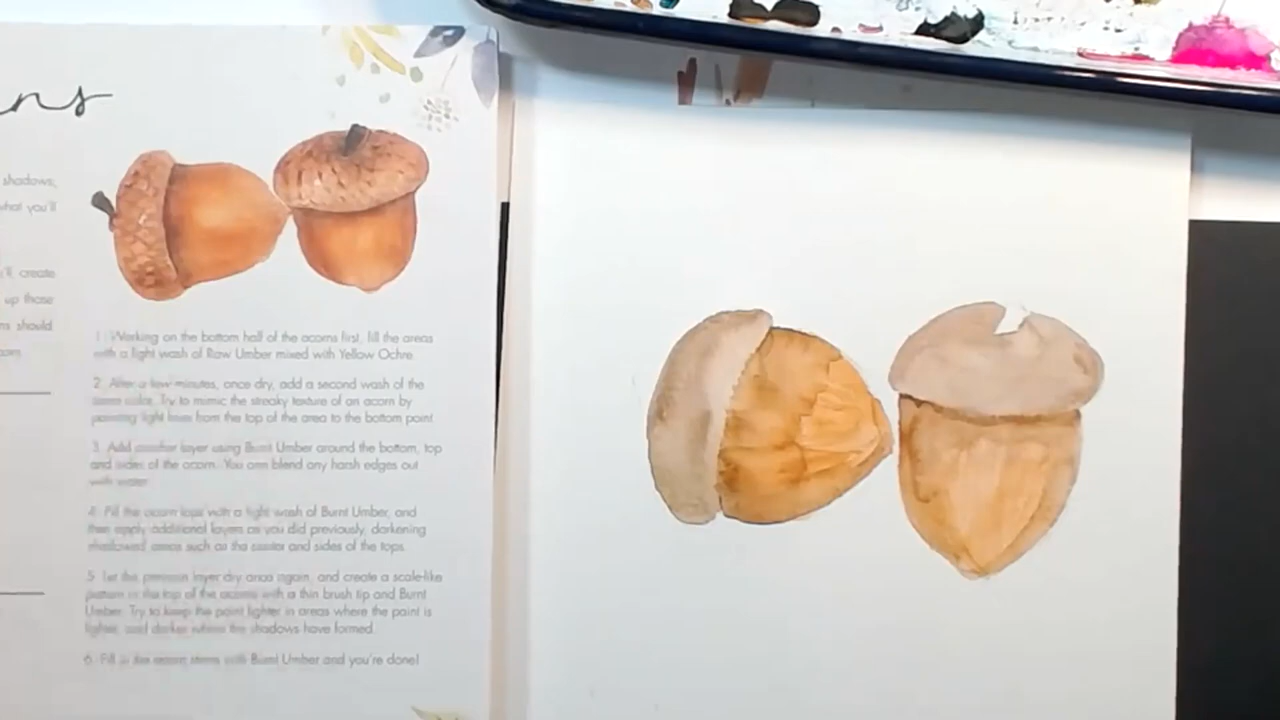 ns
shadows,
what you'll
you'll create
up those
should
1. Working on the bottom half of the acorns first, fill the areas
with a light wash of Raw Umber mixed with Yellow Ochre.
2. After a few minutes, once dry, add a second wash of the
same color. Try to mimic the streaky texture of an acorn by
painting light lines from the top of the area to the bottom point.
3. Add another layer using Burnt Umber around the bottom, top
and sides of the acorn. You can blend any harsh edges out
with water.
4. Fill the acorn tops with a light wash of Burnt Umber, and
then apply additional layers as you did previously, darkening
shadowed areas such as the center and sides of the tops.
5. Let the previous layer dry once again, and create a scale-like
pattern in the top of the acorns with a thin brush tip and Burnt
Umber. Try to keep the paint lighter in areas where the paint is
lighter, and darker where the shadows have formed.
6. Fill in the acorn stems with Burnt Umber and you're done!